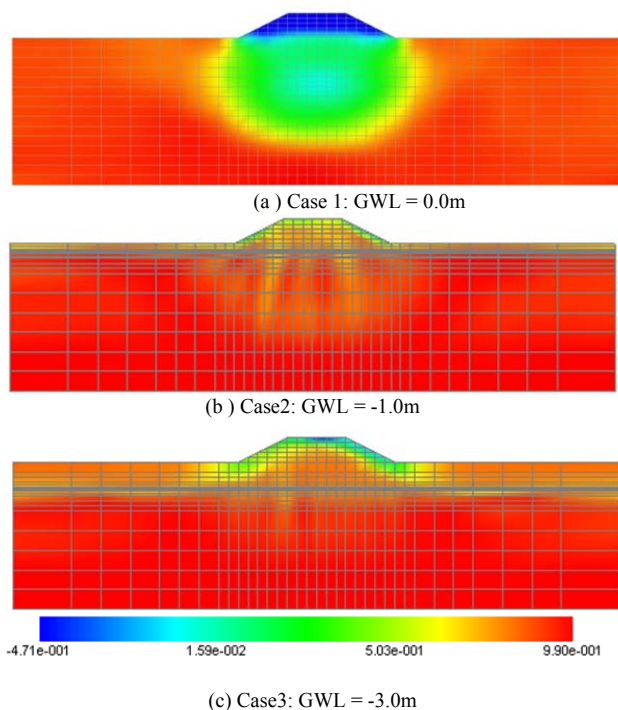 (a ) Case 1: GWL = 0.0m
(b ) Case2: GWL = -1.0m
-4.71e-001 1.59e-002 5.03e-001 9.90e-001
(c) Case3: GWL = -3.0m